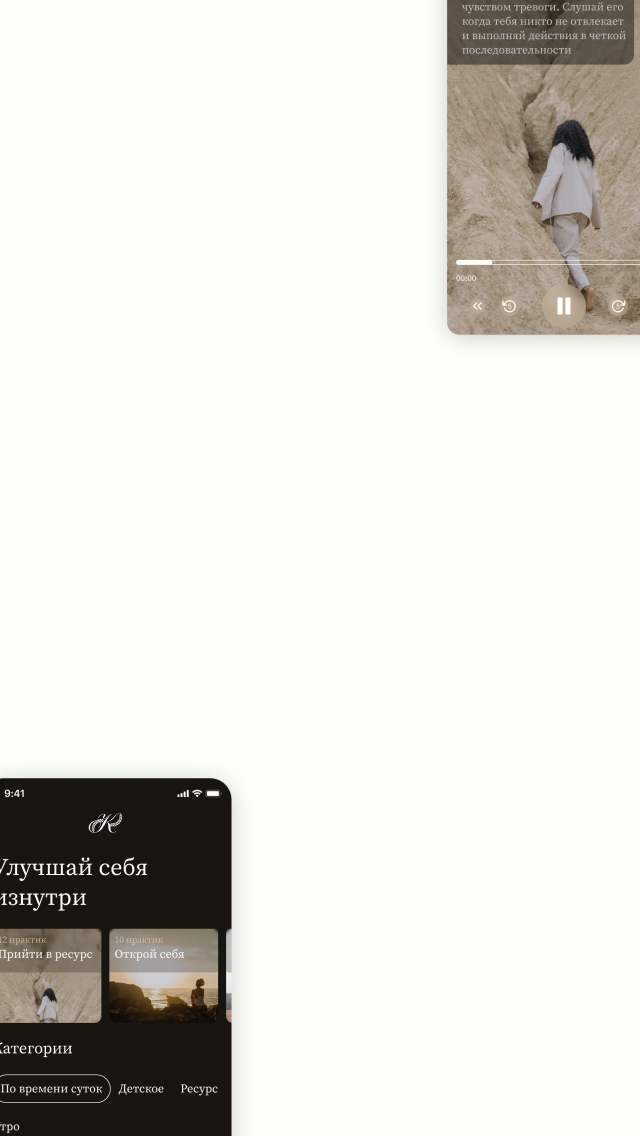 чувством тревоги. Слушай его
когда тебя никто не отвлекает
и выполняй действия в четкой
последовательности
00:00
5
9:41
K
Улучшай себя
изнутри
12 практик
Прийти в ресурс
10 практик
Открой себя
Категории
По времени суток
Детское
Ресурс
тро